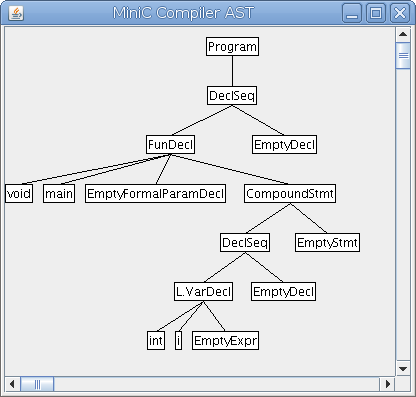 MiniC Compiler AST
Program
DeclSeq
FunDecl EmptyDecl
void main EmptyFormalParamDecl CompoundStmt
DeclSeq EmptyStmt
L.VarDecl EmptyDecl
int i EmptyExpr